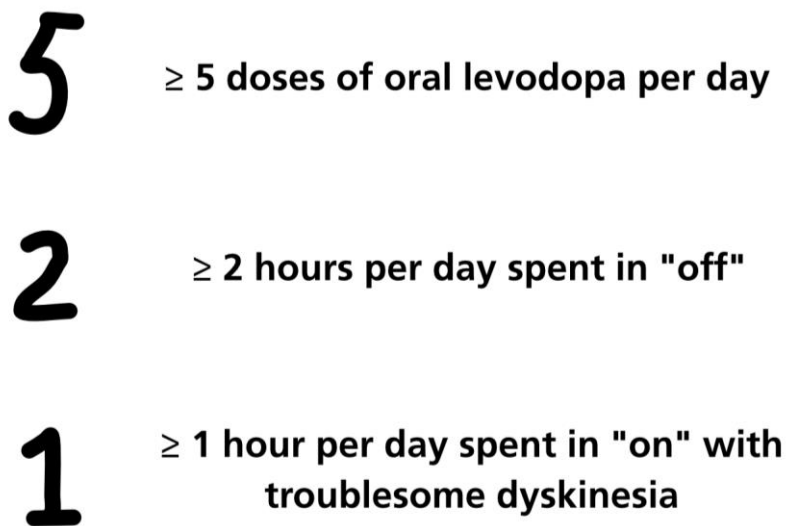 5
≥ 5 doses of oral levodopa per day
2
≥ 2 hours per day spent in "off"
1
≥ 1 hour per day spent in "on" with
troublesome dyskinesia